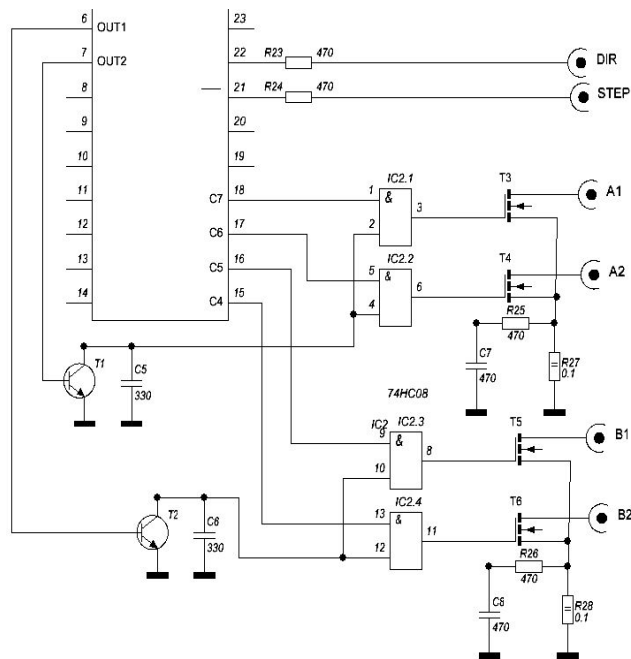 6 OUT1 23
7 OUT2 22 R23 470 DIR
8 21 R24 470 STEP
9 20
10 19
11 C7 18
12 C6 17
13 C5 16
14 C4 15
IC2.1
1 & 3
2
T3 A1
IC2.2
5 & 6
4
T4 A2
R25
470
C7
470
R27
0.1
T1
C5
330
74HC08
IC2 IC2.3
9 & 8
10
T5 B1
IC2.4
13 & 11
12
T6 B2
T2
C6
330
R26
470
C8
470
R28
0.1